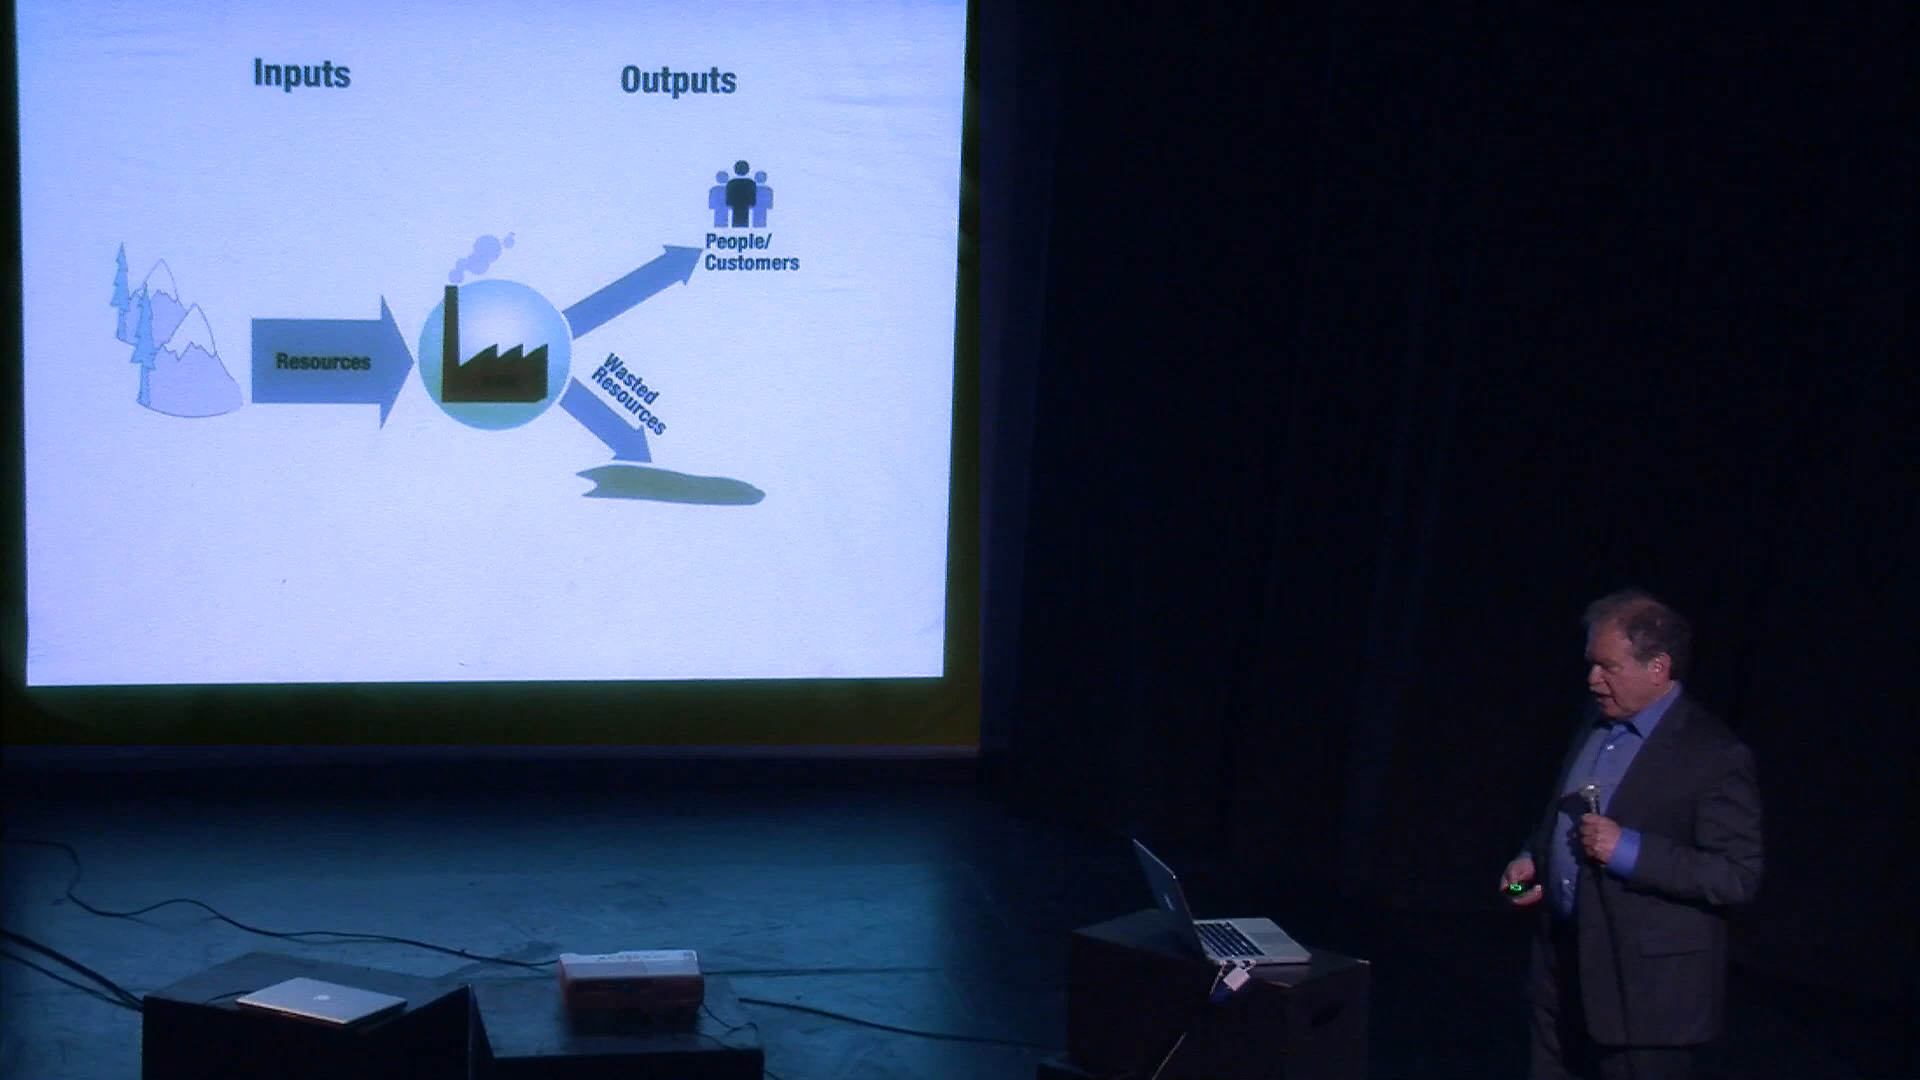 Inputs
Outputs
People/
Customers
Resources
Wasted
Resources